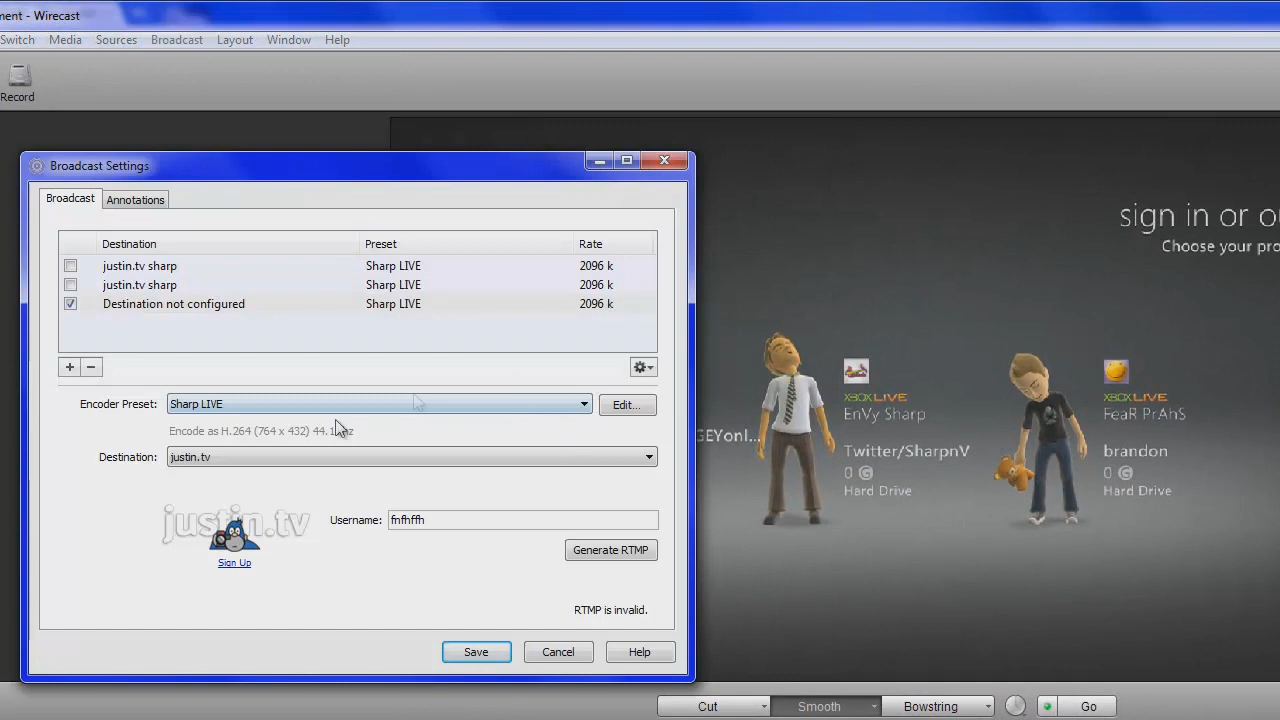 ment - Wirecast
Switch Media Sources Broadcast Layout Window Help
Record
Broadcast Settings
Broadcast Annotations
Destination Preset Rate
justin.tv sharp Sharp LIVE 2096 k
justin.tv sharp Sharp LIVE 2096 k
Destination not configured Sharp LIVE 2096 k
Encoder Preset: Sharp LIVE Edit...
Encode as H.264 (764 x 432) 44.1
Destination: justin.tv
justin.tv
Sign Up
Username: fnfhffh
Generate RTMP
RTMP is invalid.
Save Cancel Help
sign in or o
Choose your pro
GEYonl...
XBOX LIVE
EnVy Sharp
Twitter/SharpnV
0 G
Hard Drive
XBOX LIVE
FeaR PrAhS
brandon
0 G
Hard Drive
Cut Smooth Bowstring Go